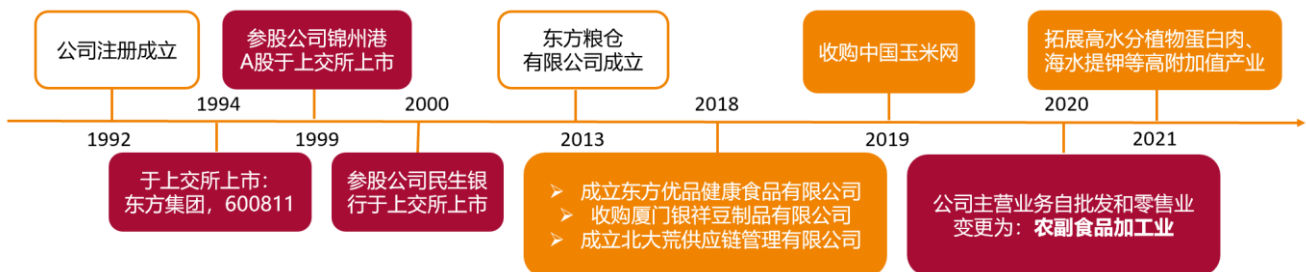 公司注册成立
参股公司锦州港
A股于上交所上市
东方粮仓
有限公司成立
收购中国玉米网
拓展高水分植物蛋白肉、
海水提钾等高附加值产业
1994
2000
2018
2020
1992
1999
2013
2019
2021
于上交所上市：
东方集团，600811
参股公司民生银
行于上交所上市
➢ 成立东方优品健康食品有限公司
➢ 收购厦门银祥豆制品有限公司
➢ 成立北大荒供应链管理有限公司
公司主营业务自批发和零售业
变更为：农副食品加工业